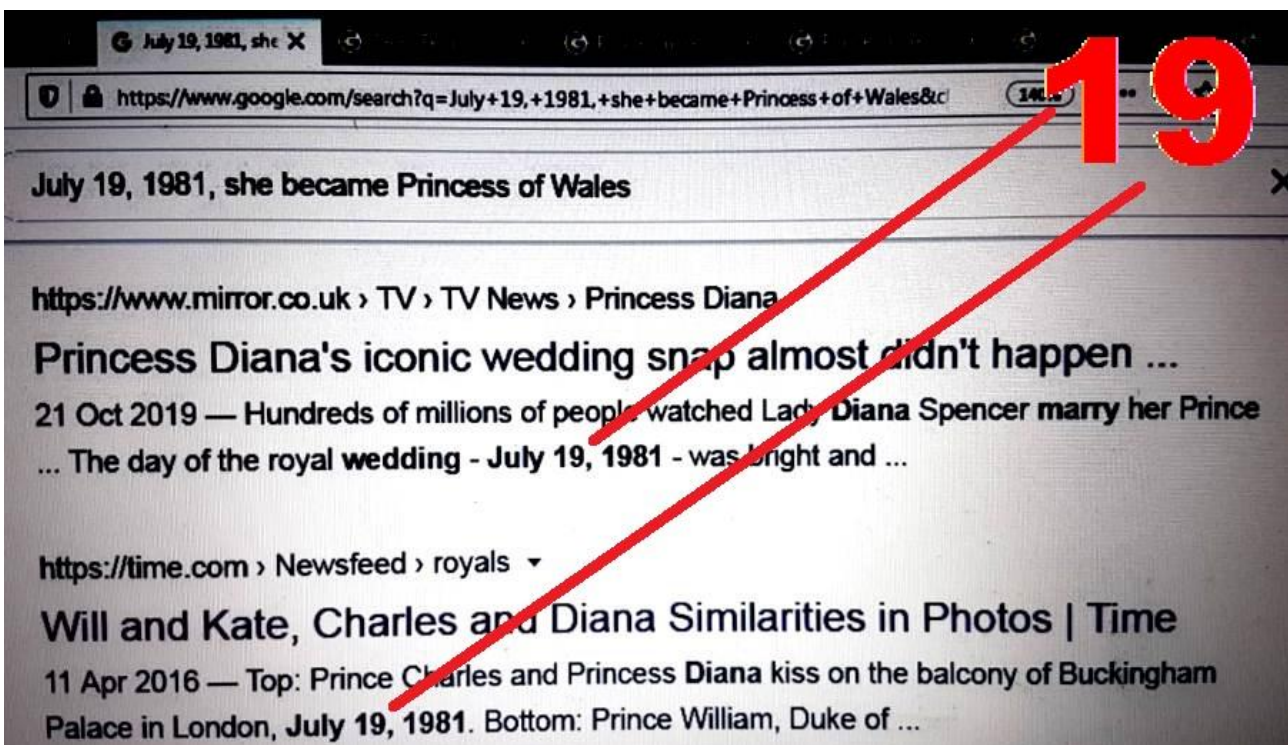 July 19, 1981, she
19
https://www.google.com/search?q=July+19,+1981,+she+became+Princess+of+Wales&cl
July 19, 1981, she became Princess of Wales
https://www.mirror.co.uk › TV › TV News › Princess Diana
Princess Diana's iconic wedding snap almost didn't happen ...
21 Oct 2019 — Hundreds of millions of people watched Lady Diana Spencer marry her Prince
... The day of the royal wedding - July 19, 1981 - was bright and ...
https://time.com › Newsfeed › royals
Will and Kate, Charles and Diana Similarities in Photos | Time
11 Apr 2016 — Top: Prince Charles and Princess Diana kiss on the balcony of Buckingham
Palace in London, July 19, 1981. Bottom: Prince William, Duke of ...